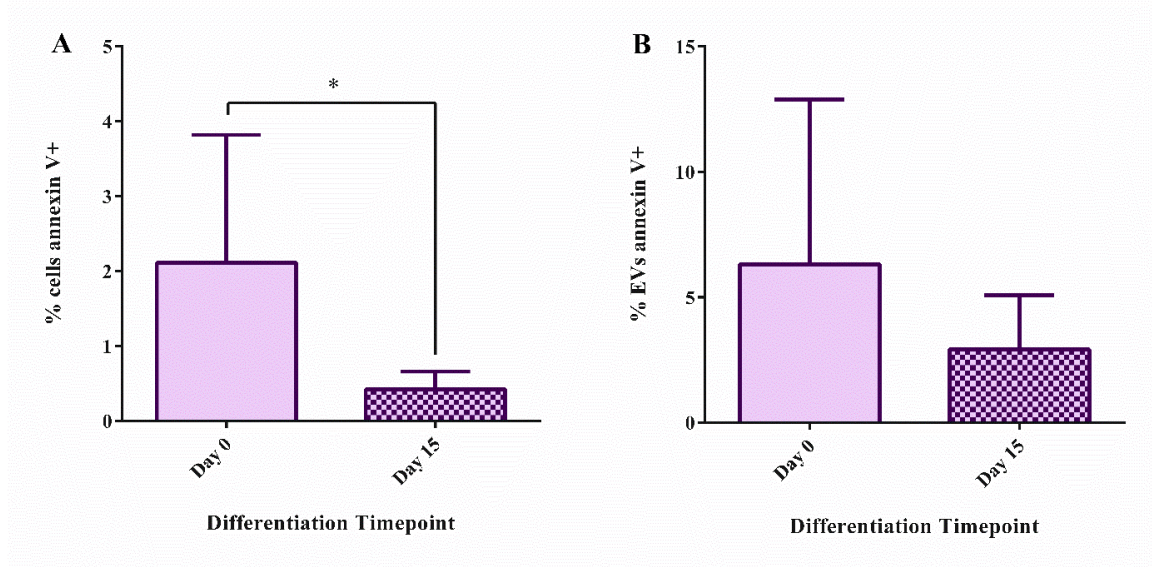 A
5
4
3
2
1
0
% cells annexin V+
*
Day 0
Day 15
Differentiation Timepoint
B
15
10
5
0
% EVs annexin V+
Day 0
Day 15
Differentiation Timepoint